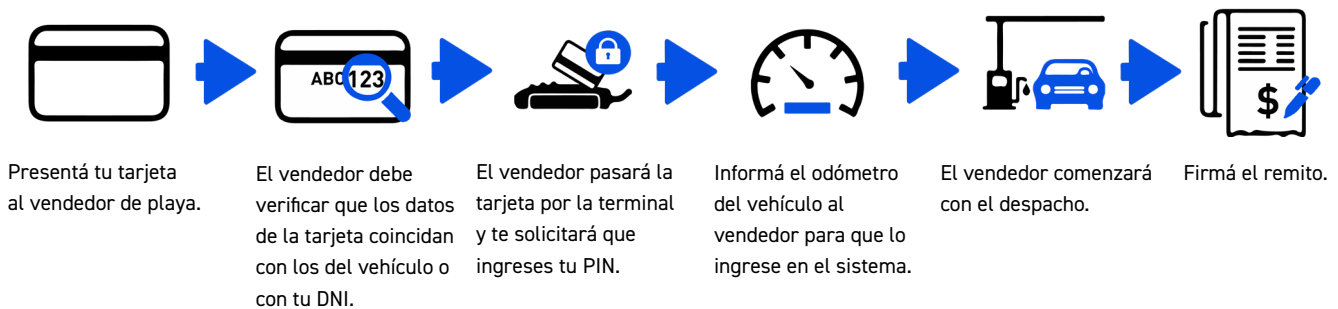 ABC123
$
Presentá tu tarjeta
al vendedor de playa.
El vendedor debe
verificar que los datos
de la tarjeta coincidan
con los del vehículo o
con tu DNI.
El vendedor pasará la
tarjeta por la terminal
y te solicitará que
ingreses tu PIN.
Informá el odómetro
del vehículo al
vendedor para que lo
ingrese en el sistema.
El vendedor comenzará
con el despacho.
Firmá el remito.